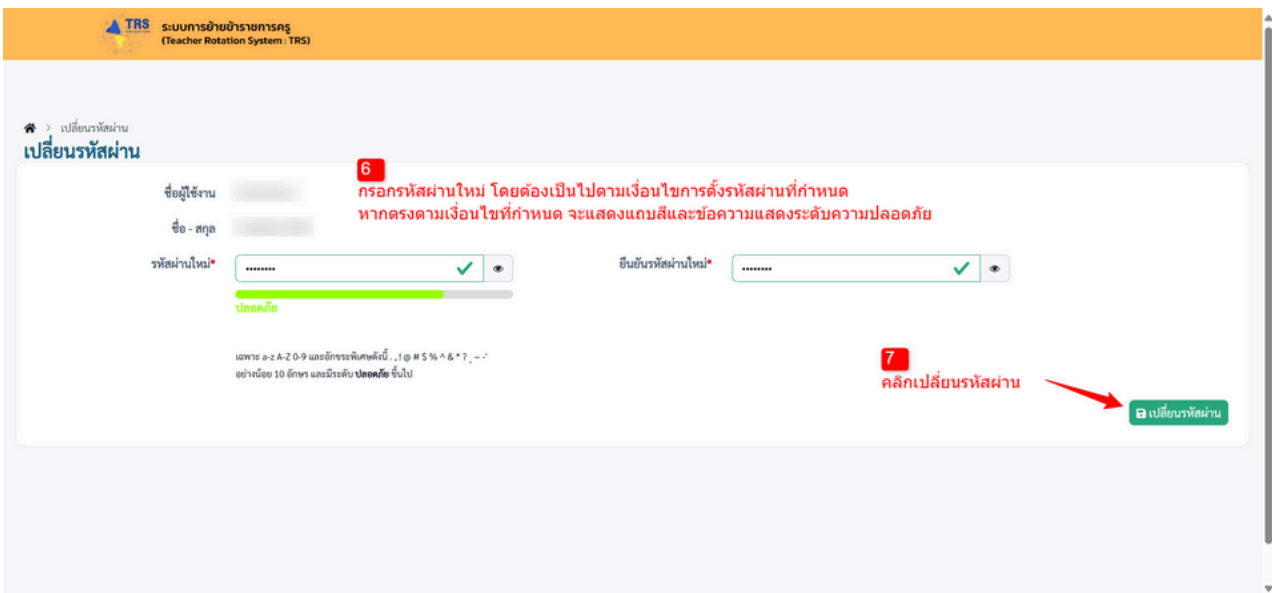 TRS ระบบการย้ายข้าราชการครู
(Teacher Rotation System : TRS)
เปลี่ยนรหัสผ่าน
เปลี่ยนรหัสผ่าน
6
กรอกรหัสผ่านใหม่ โดยต้องเป็นไปตามเงื่อนไขการตั้งรหัสผ่านที่กำหนด
หากตรงตามเงื่อนไขที่กำหนด จะแสดงแถบสีและข้อความแสดงระดับความปลอดภัย
ชื่อผู้ใช้งาน
ชื่อ - สกุล
รหัสผ่านใหม่*
ยืนยันรหัสผ่านใหม่*
ปลอดภัย
เฉพาะ a-z A-Z 0-9 และอักขระพิเศษดังนี้ . , ! @ # $ % ^ & * ? _ ~ -'
อย่างน้อย 10 อักษร และมีระดับ ปลอดภัย ขึ้นไป
7
คลิกเปลี่ยนรหัสผ่าน
เปลี่ยนรหัสผ่าน